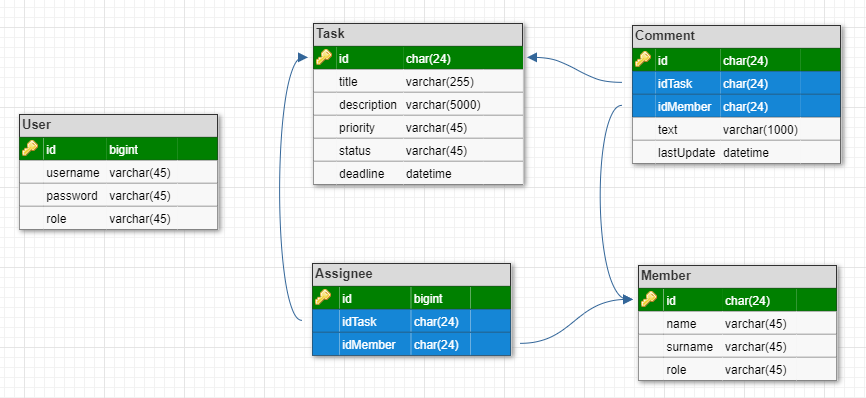 User
id bigint
username varchar(45)
password varchar(45)
role varchar(45)
Task
id char(24)
title varchar(255)
description varchar(5000)
priority varchar(45)
status varchar(45)
deadline datetime
Comment
id char(24)
idTask char(24)
idMember char(24)
text varchar(1000)
lastUpdate datetime
Assignee
id bigint
idTask char(24)
idMember char(24)
Member
id char(24)
name varchar(45)
surname varchar(45)
role varchar(45)